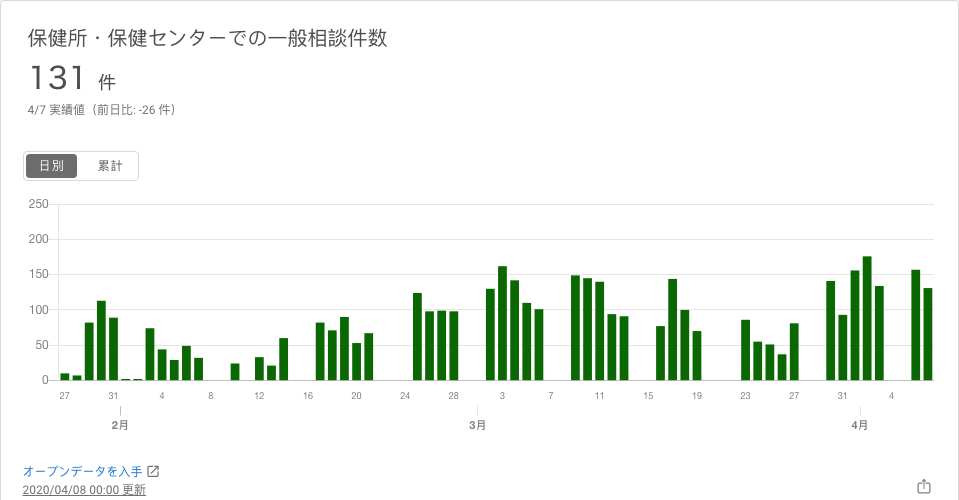 保健所・保健センターでの一般相談件数
131 件
4/7 実績値（前日比: -26 件）
日別 累計
250
200
150
100
50
0
27 31 4 8 12 16 20 24 28 3 7 11 15 19 23 27 31 4
2月 3月 4月
オープンデータを入手
2020/04/08 00:00 更新